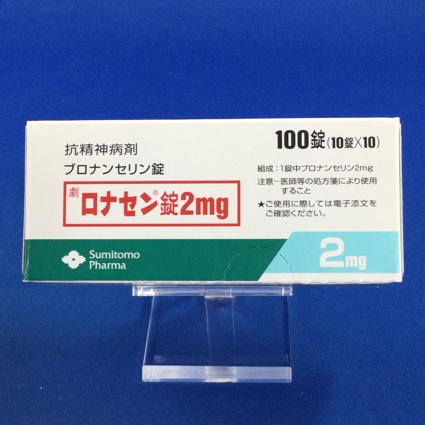 100錠(10錠×10)
抗精神病剤
ブロナンセリン錠
劇 ロナセン®錠2mg
組成：1錠中ブロナンセリン2mg
注意－医師等の処方箋により使用
すること
★ご使用に際しては電子添文を
ご確認ください。
Sumitomo
Pharma
2mg